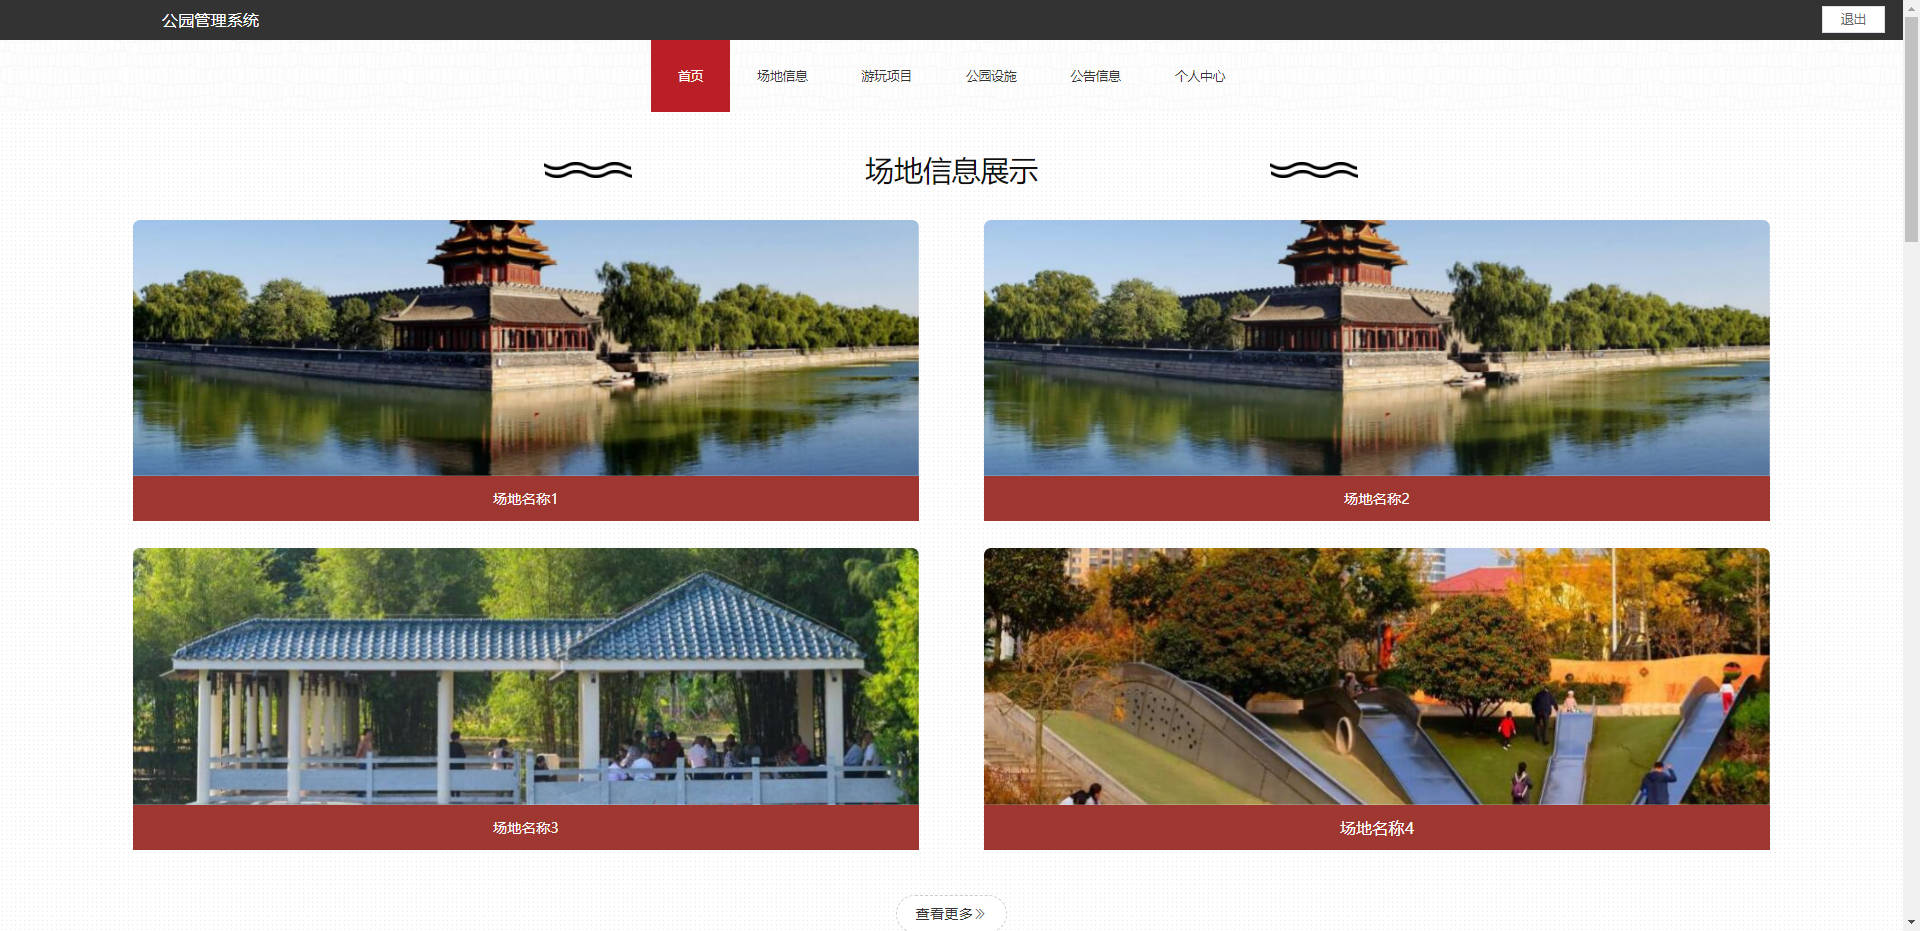 公园管理系统
退出
首页
场地信息
游玩项目
公园设施
公告信息
个人中心
场地信息展示
场地名称1
场地名称2
场地名称3
场地名称4
查看更多